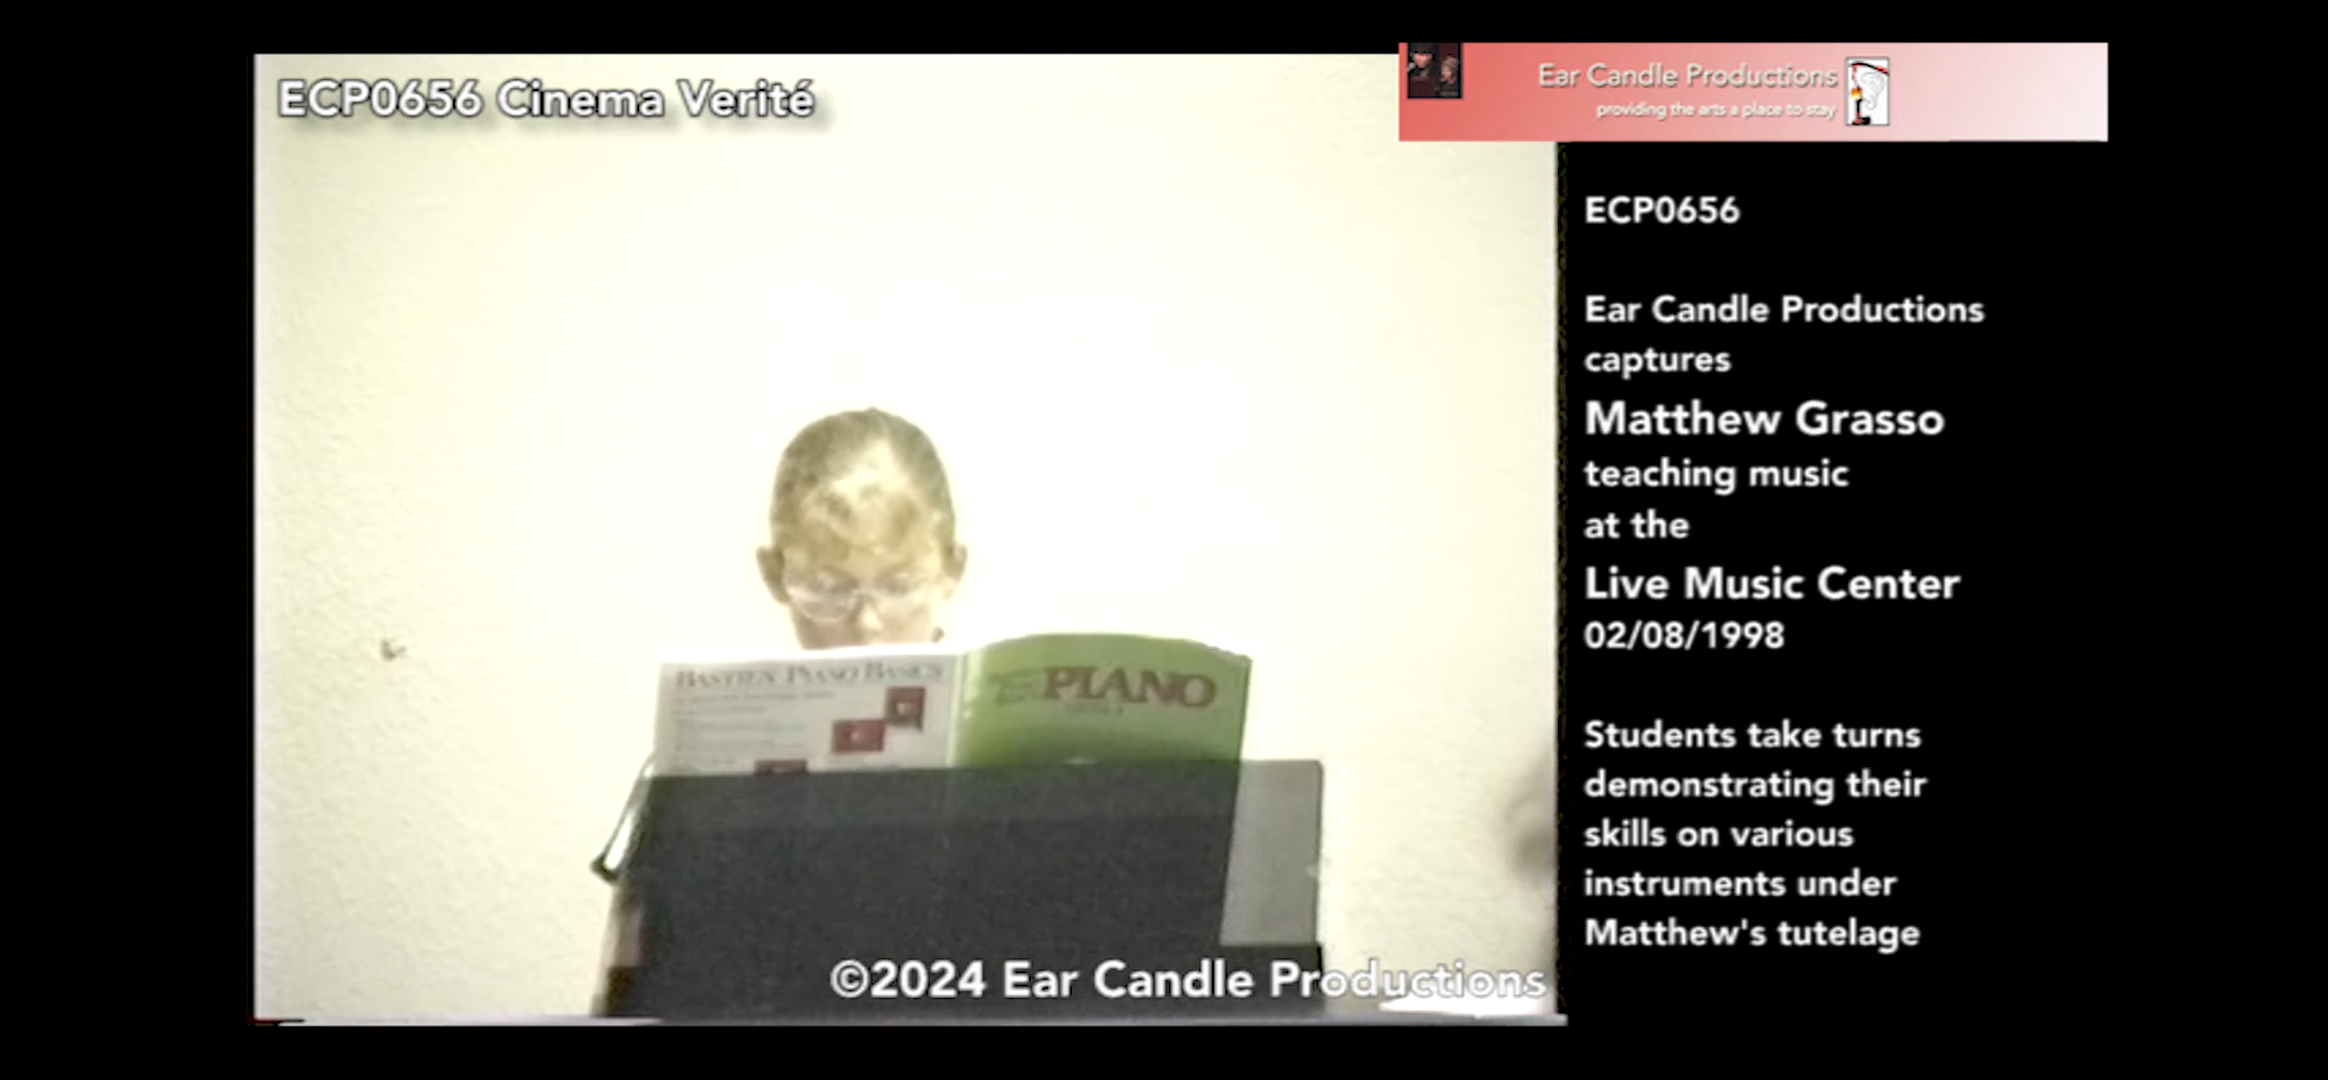 ECP0656 Cinema Verité
Ear Candle Productions
providing the arts a place to stay
ECP0656
Ear Candle Productions
captures
Matthew Grasso
teaching music
at the
Live Music Center
02/08/1998
Students take turns
demonstrating their
skills on various
instruments under
Matthew's tutelage
BASTIEN PIANO BASICS
PIANO
©2024 Ear Candle Productions